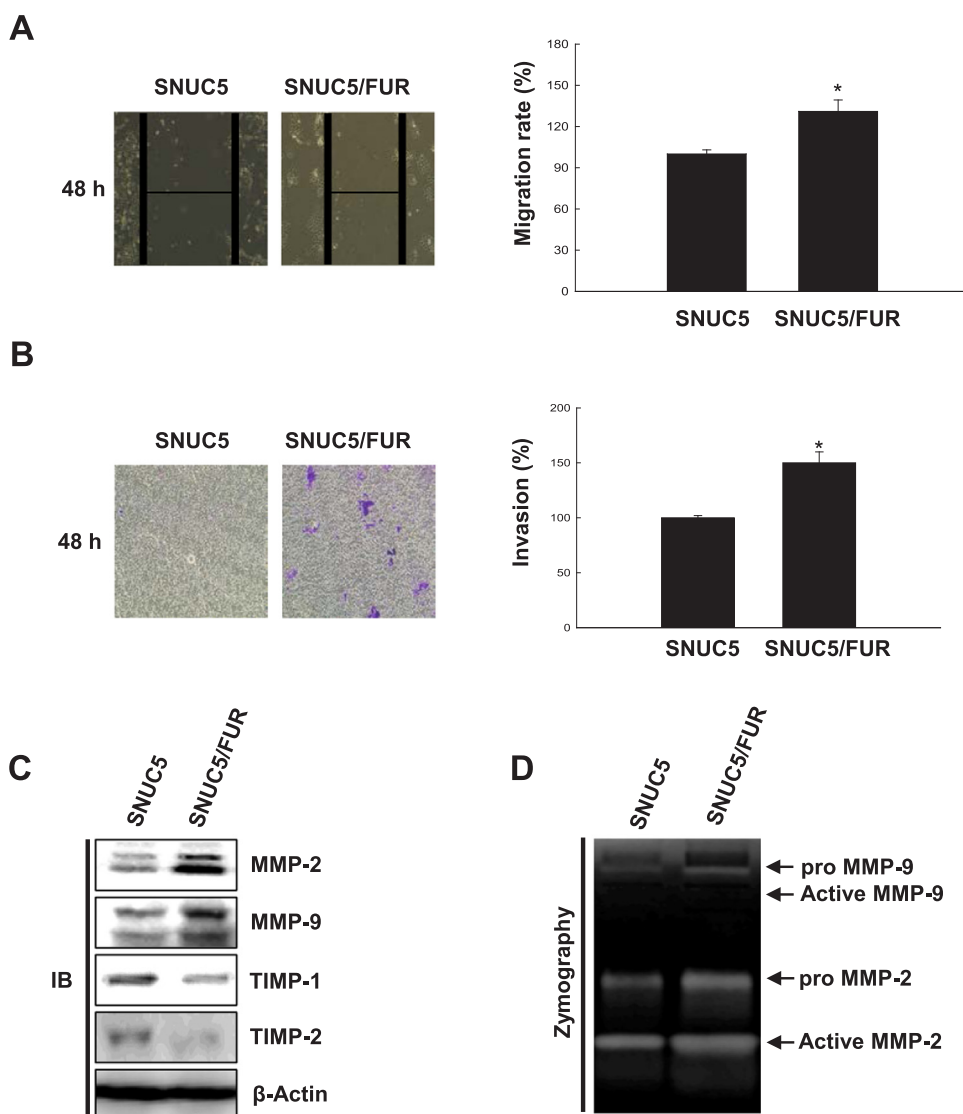 A
SNUC5
SNUC5/FUR
48 h
Migration rate (%)
180
150
120
90
60
30
0
*
SNUC5
SNUC5/FUR
B
SNUC5
SNUC5/FUR
48 h
Invasion (%)
200
150
100
50
0
*
SNUC5
SNUC5/FUR
C
SNUC5
SNUC5/FUR
IB
MMP-2
MMP-9
TIMP-1
TIMP-2
β-Actin
D
SNUC5
SNUC5/FUR
Zymography
pro MMP-9
Active MMP-9
pro MMP-2
Active MMP-2